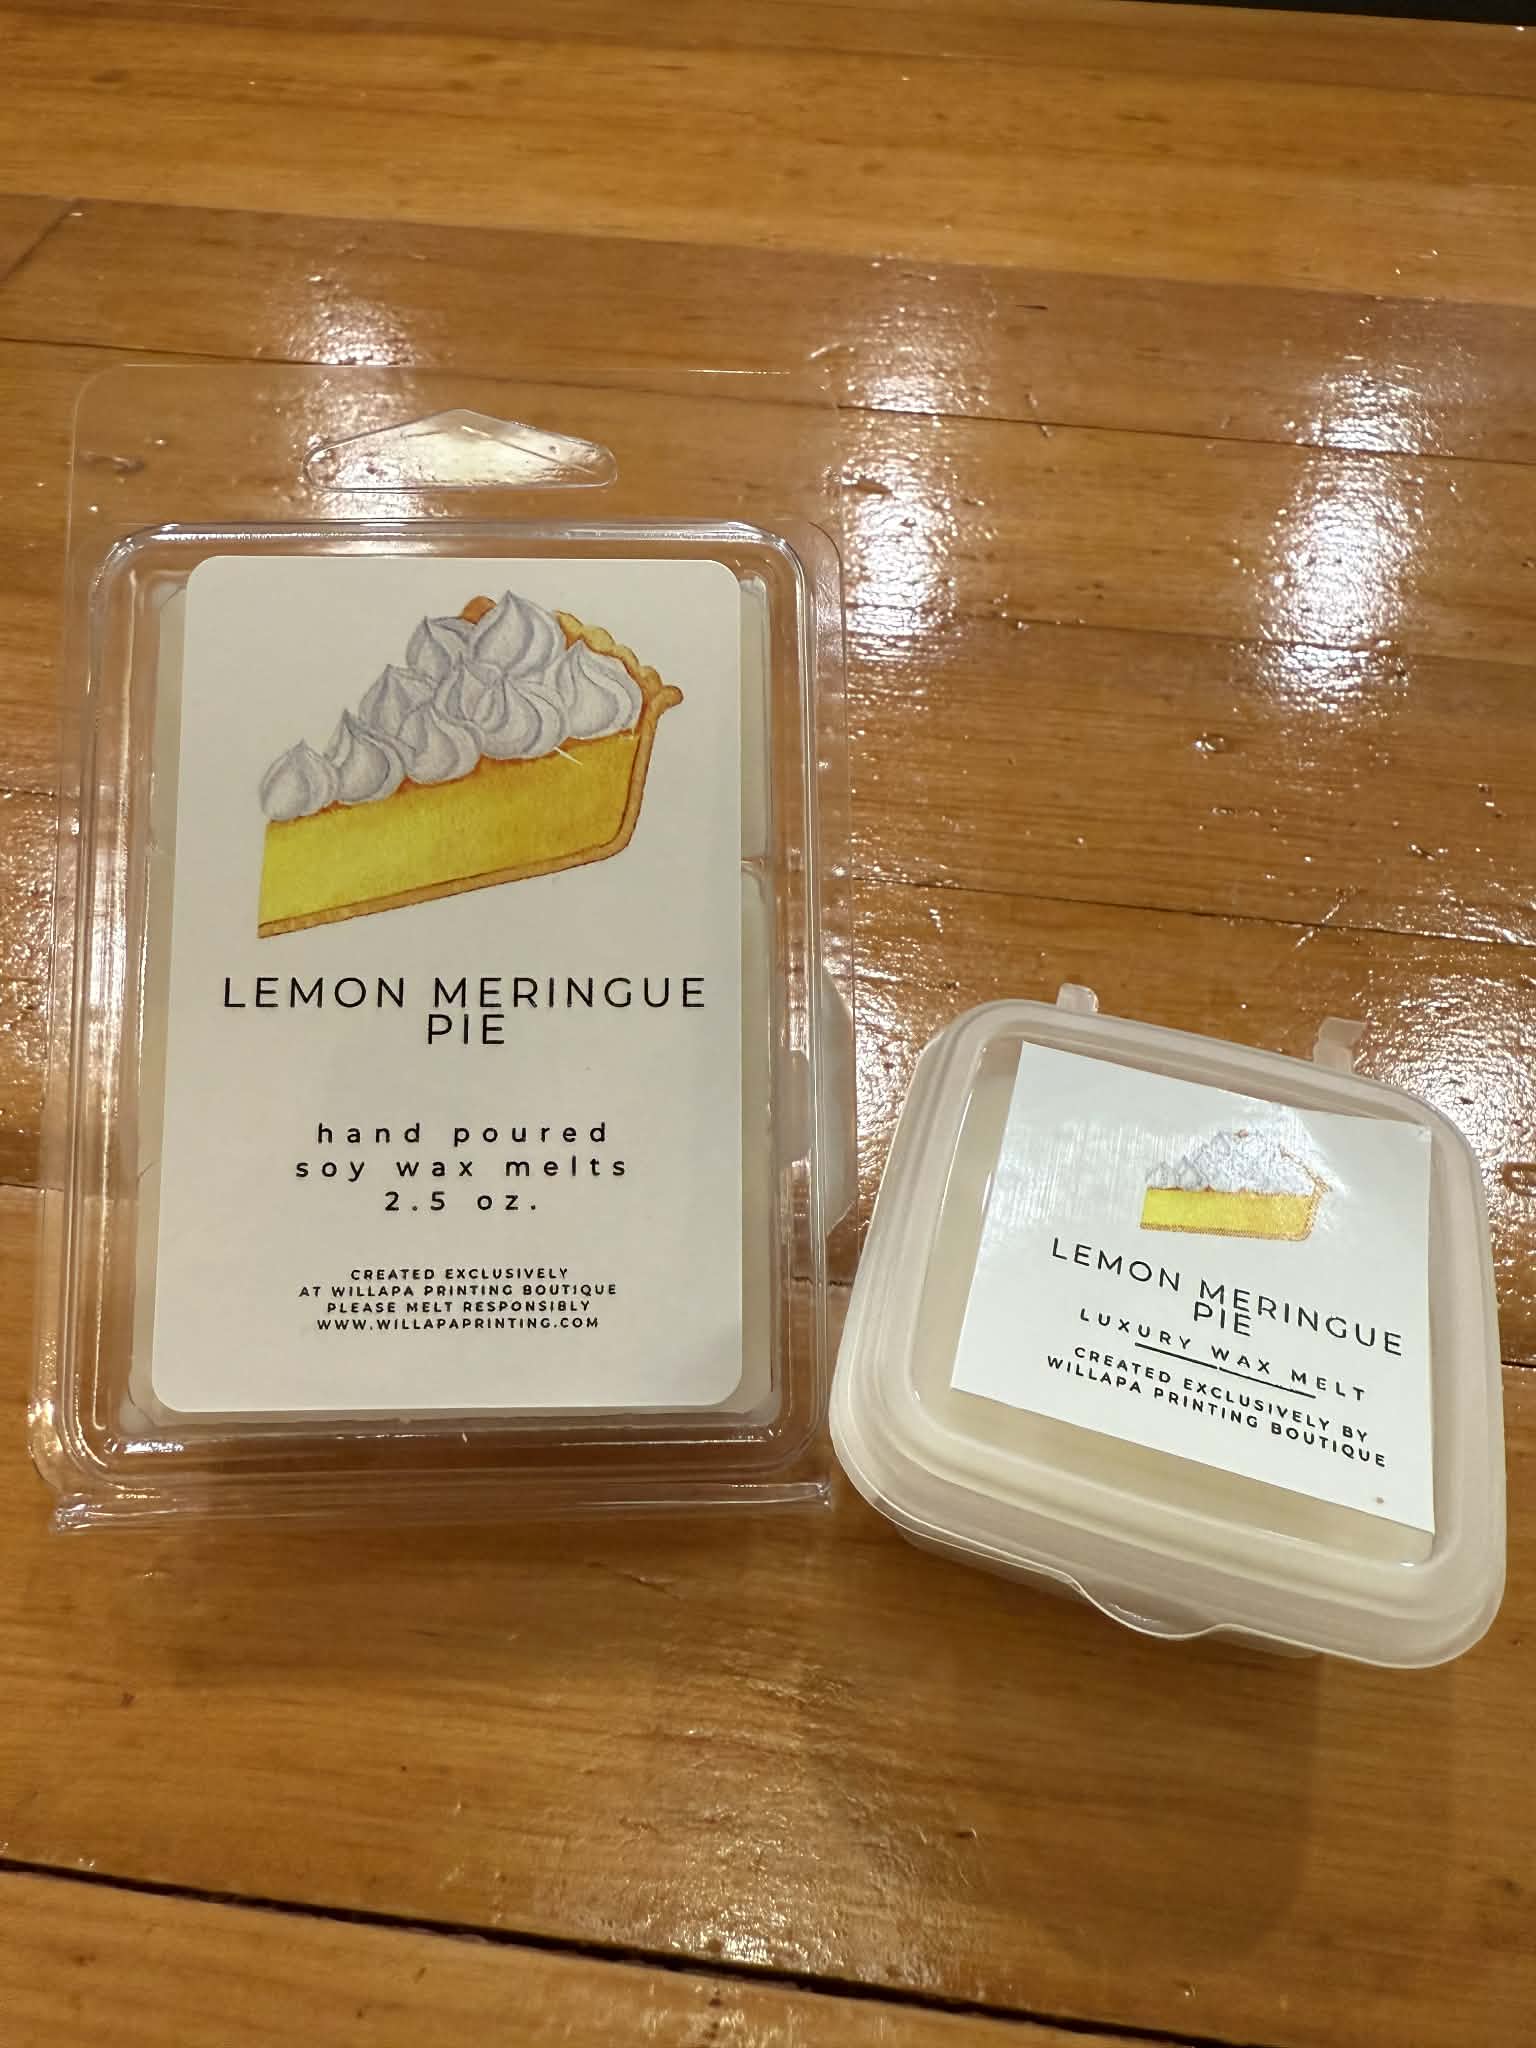 LEMON MERINGUE
PIE
hand poured
soy wax melts
2.5 oz.
CREATED EXCLUSIVELY
AT WILLAPA PRINTING BOUTIQUE
PLEASE MELT RESPONSIBLY
WWW.WILLAPAPRINTING.COM
LEMON MERINGUE
PIE
LUXURY WAX MELT
CREATED EXCLUSIVELY BY
WILLAPA PRINTING BOUTIQUE